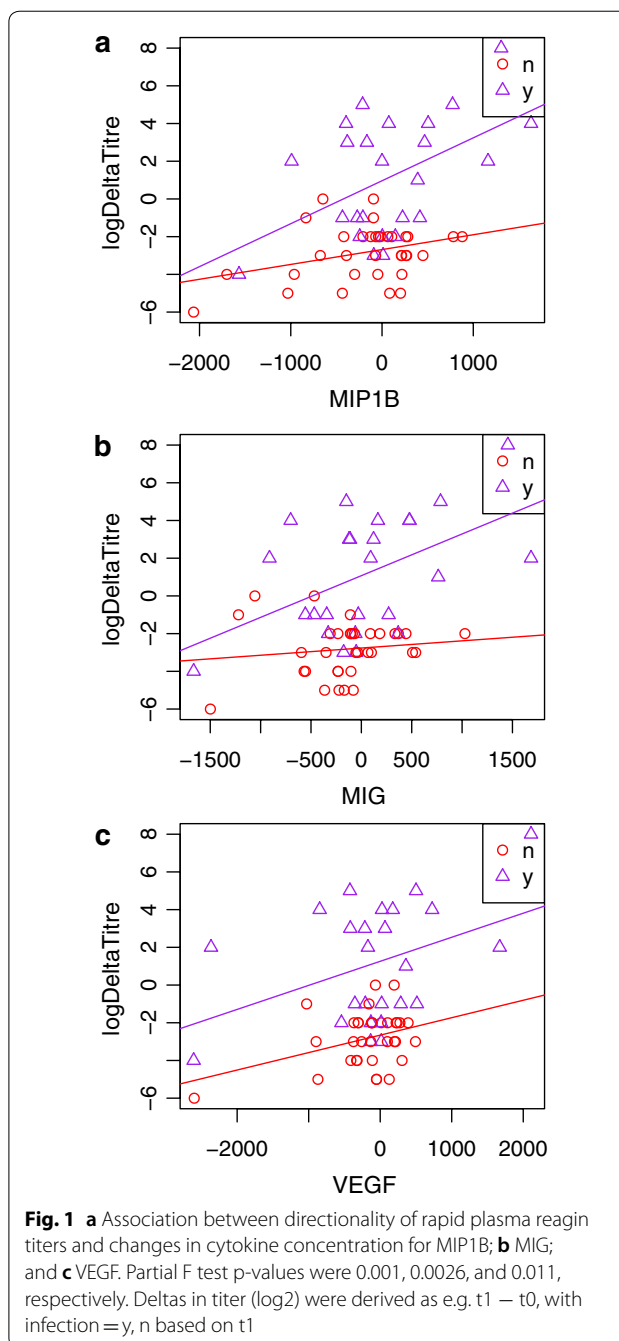 a
logDeltaTitre
8
6
4
2
0
−2
−4
−6
n
y
−2000 −1000 0 1000
MIP1B
b
logDeltaTitre
8
6
4
2
0
−2
−4
−6
n
y
−1500 −500 0 500 1500
MIG
c
logDeltaTitre
8
6
4
2
0
−2
−4
−6
n
y
−2000 0 1000 2000
VEGF
Fig. 1 a Association between directionality of rapid plasma reagin
titers and changes in cytokine concentration for MIP1B; b MIG;
and c VEGF. Partial F test p-values were 0.001, 0.0026, and 0.011,
respectively. Deltas in titer (log2) were derived as e.g. t1 − t0, with
infection = y, n based on t1